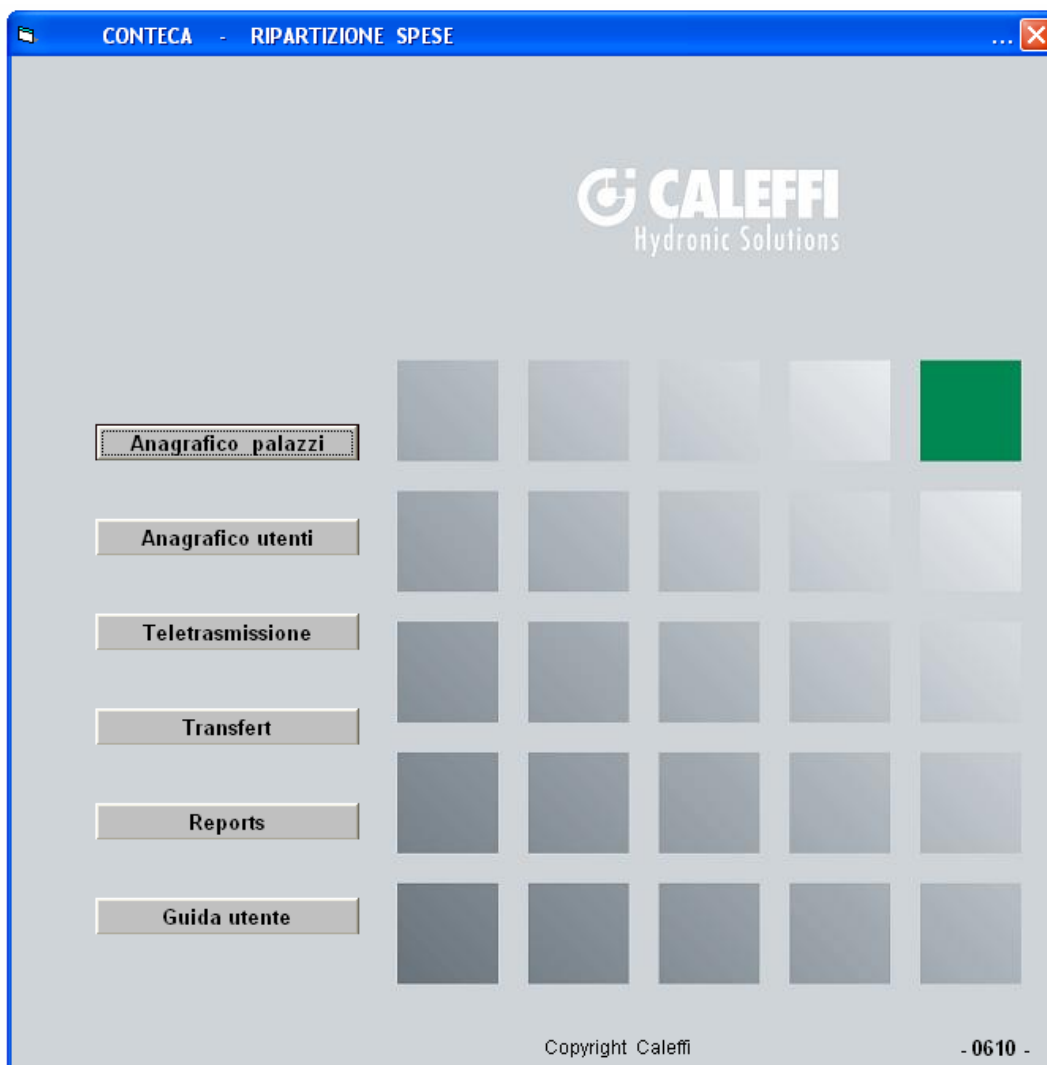 CONTECA - RIPARTIZIONE SPESE ...
CALEFFI
Hydronic Solutions
Anagrafico palazzi
Anagrafico utenti
Teletrasmissione
Transfert
Reports
Guida utente
Copyright Caleffi - 0610 -